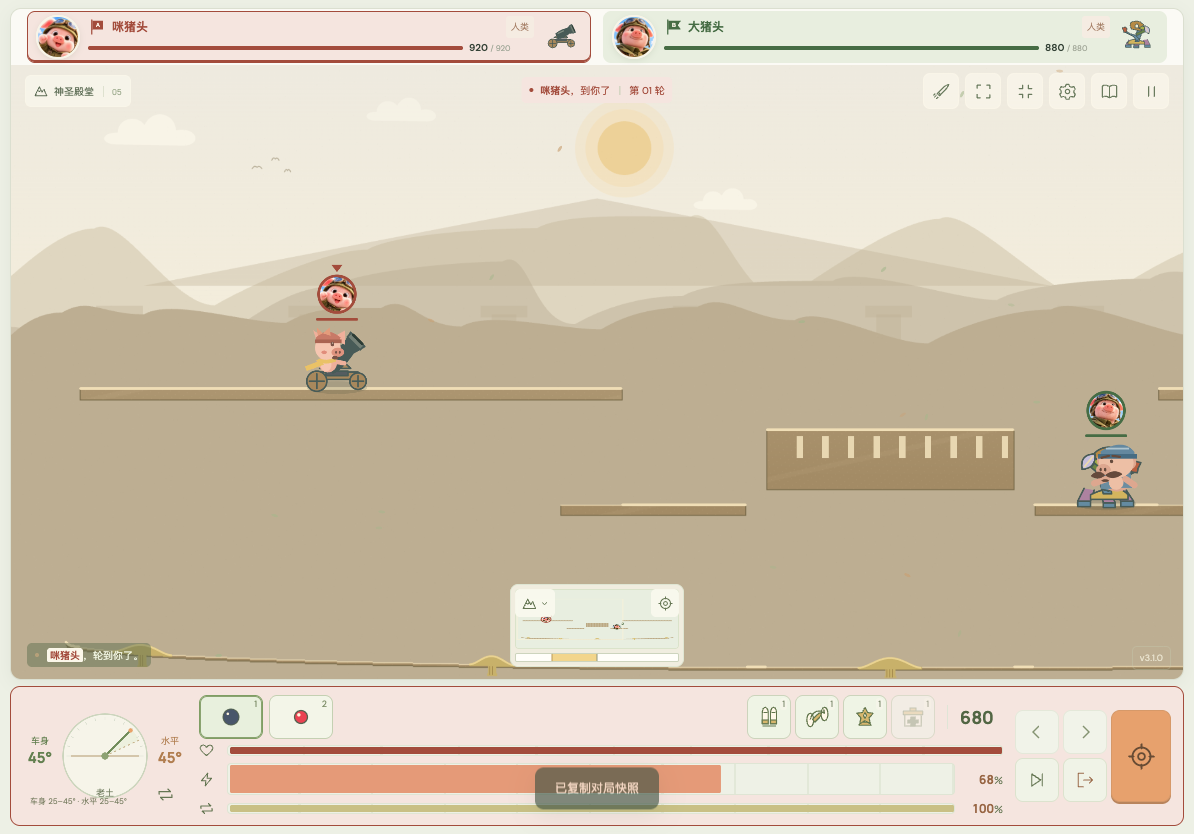 咪猪头
人类
920 / 920
大猪头
人类
880 / 880
神圣殿堂
05
咪猪头，到你了
第 01 轮
咪猪头，轮到你了。
v3.1.0
车身
45°
水平
45°
老土
车身 25–45° · 水平 25–45°
1
2
1
1
1
1
680
68%
已复制对局快照
100%